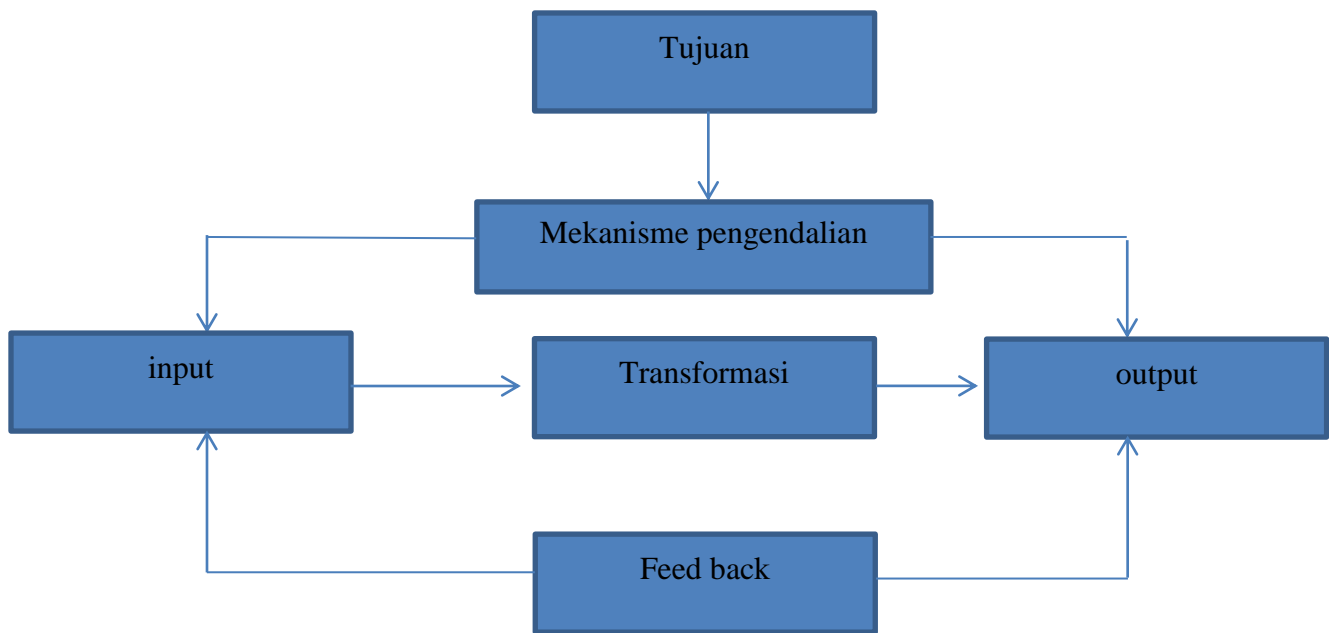 Tujuan
Mekanisme pengendalian
input
Transformasi
output
Feed back